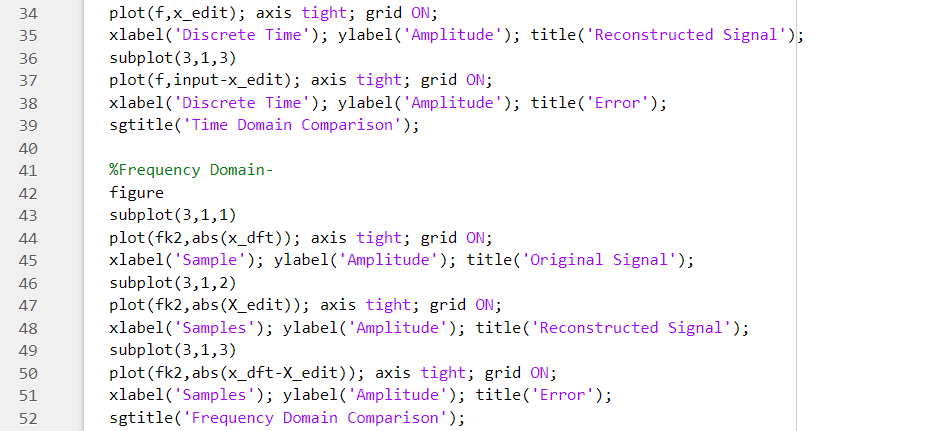 34 plot(f,x_edit); axis tight; grid ON;
35 xlabel('Discrete Time'); ylabel('Amplitude'); title('Reconstructed Signal');
36 subplot(3,1,3)
37 plot(f,input-x_edit); axis tight; grid ON;
38 xlabel('Discrete Time'); ylabel('Amplitude'); title('Error');
39 sgtitle('Time Domain Comparison');
40
41 %Frequency Domain-
42 figure
43 subplot(3,1,1)
44 plot(fk2,abs(x_dft)); axis tight; grid ON;
45 xlabel('Sample'); ylabel('Amplitude'); title('Original Signal');
46 subplot(3,1,2)
47 plot(fk2,abs(X_edit)); axis tight; grid ON;
48 xlabel('Samples'); ylabel('Amplitude'); title('Reconstructed Signal');
49 subplot(3,1,3)
50 plot(fk2,abs(x_dft-X_edit)); axis tight; grid ON;
51 xlabel('Samples'); ylabel('Amplitude'); title('Error');
52 sgtitle('Frequency Domain Comparison');